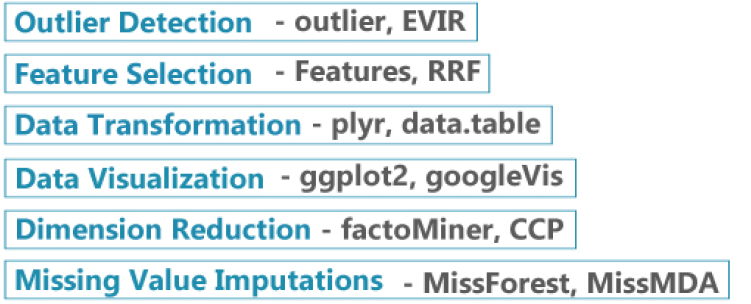 Outlier Detection - outlier, EVIR
Feature Selection - Features, RRF
Data Transformation - plyr, data.table
Data Visualization - ggplot2, googleVis
Dimension Reduction - factoMiner, CCP
Missing Value Imputations - MissForest, MissMDA